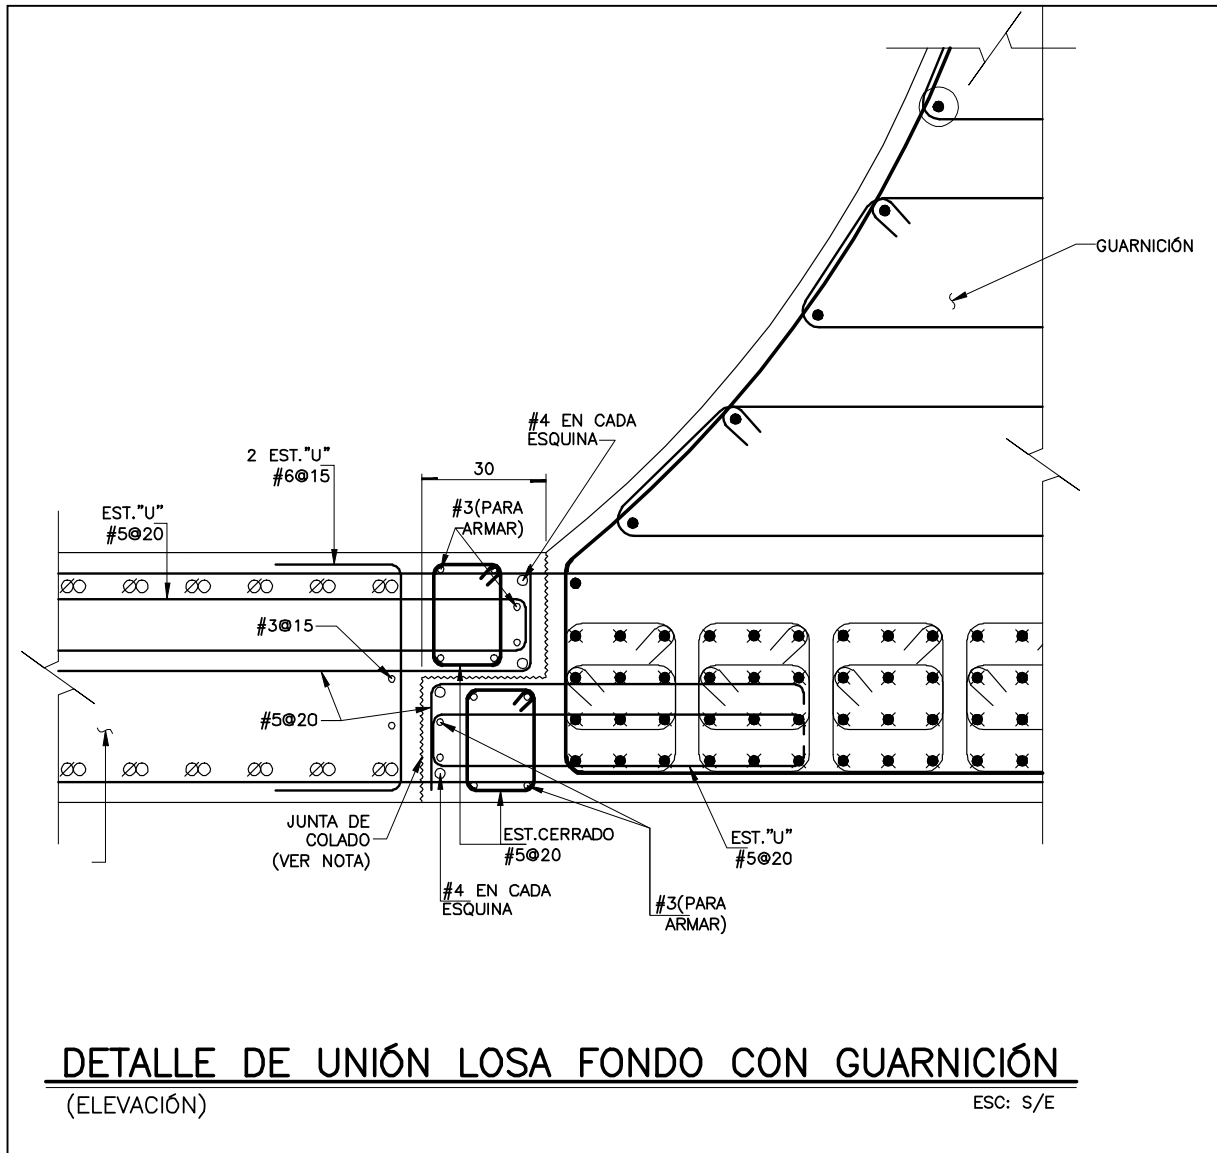 GUARNICIÓN
#4 EN CADA
ESQUINA
2 EST."U"
#6@15
30
EST."U"
#5@20
#3(PARA
ARMAR)
#3@15
#5@20
JUNTA DE
COLADO
(VER NOTA)
EST.CERRADO
#5@20
EST."U"
#5@20
#4 EN CADA
ESQUINA
#3(PARA
ARMAR)
DETALLE DE UNIÓN LOSA FONDO CON GUARNICIÓN
(ELEVACIÓN)
ESC: S/E